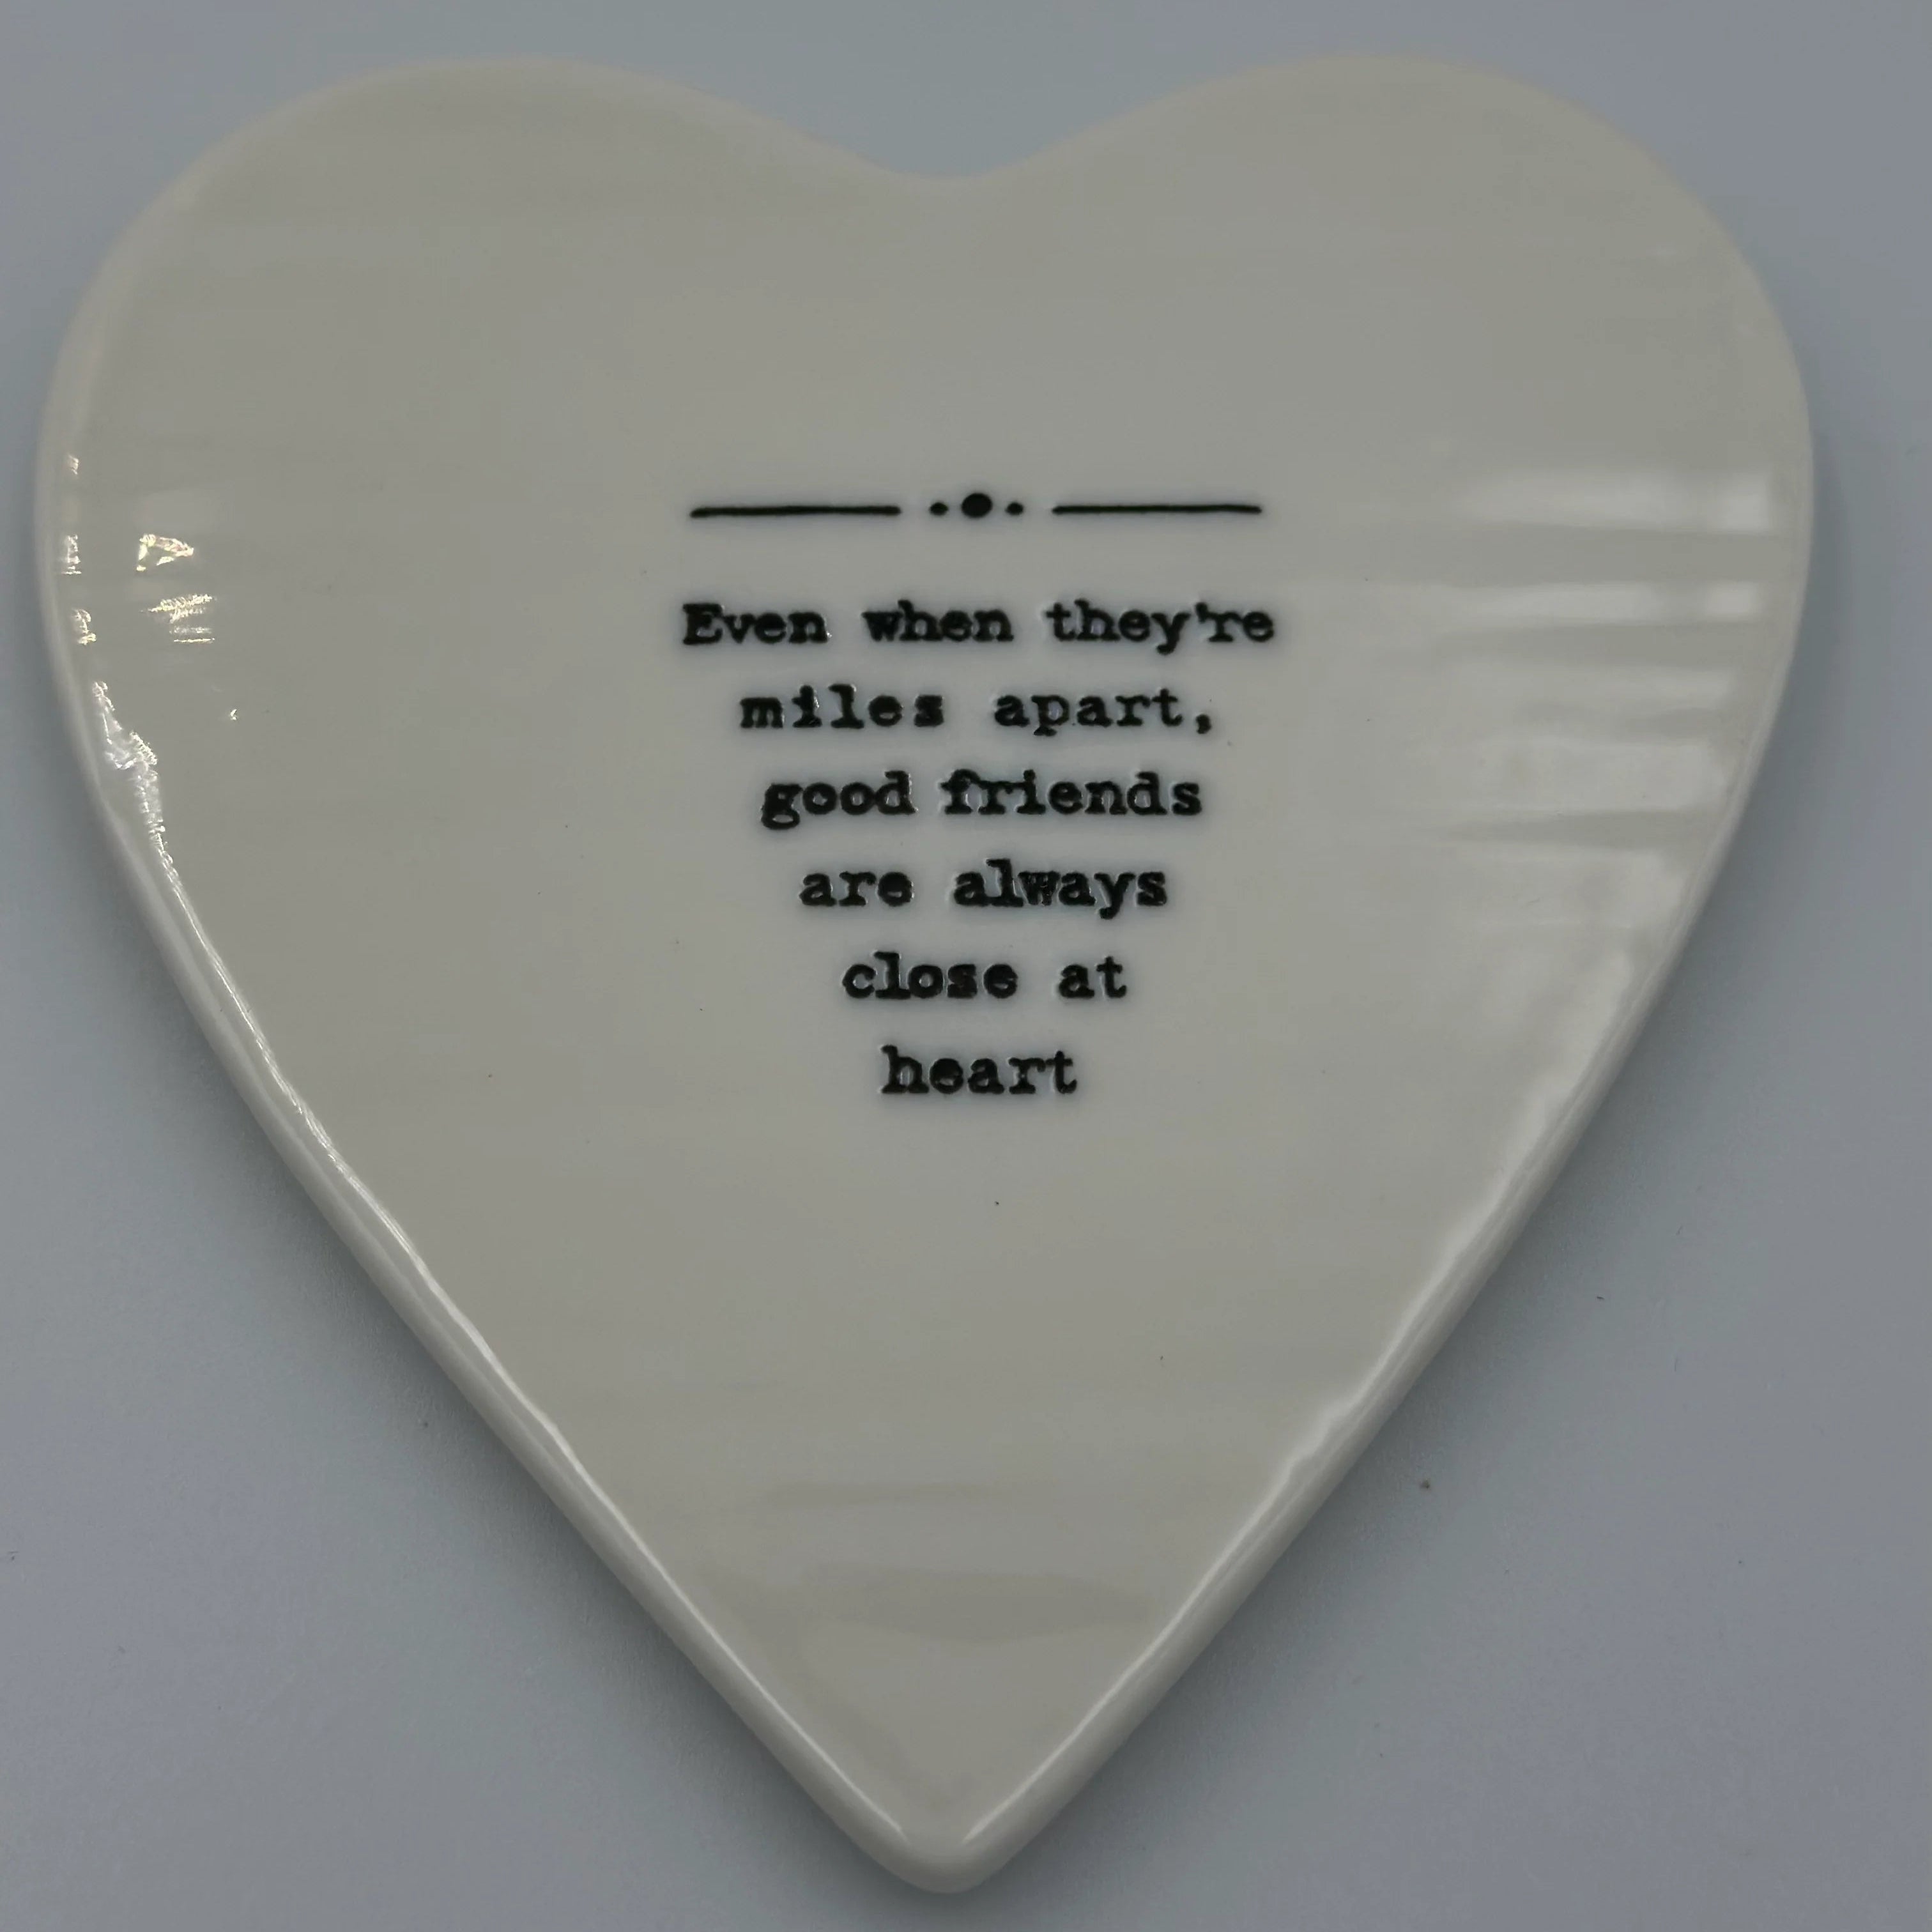 Even when they're
miles apart,
good friends
are always
close at
heart